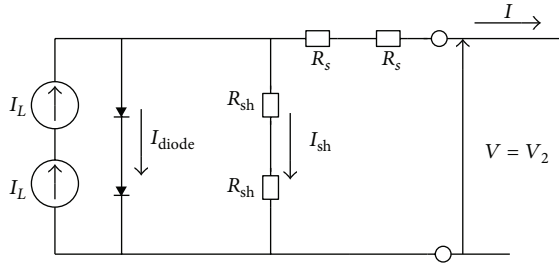 I
R_s
R_s
I_L
R_sh
I_diode
I_sh
V = V_2
I_L
R_sh